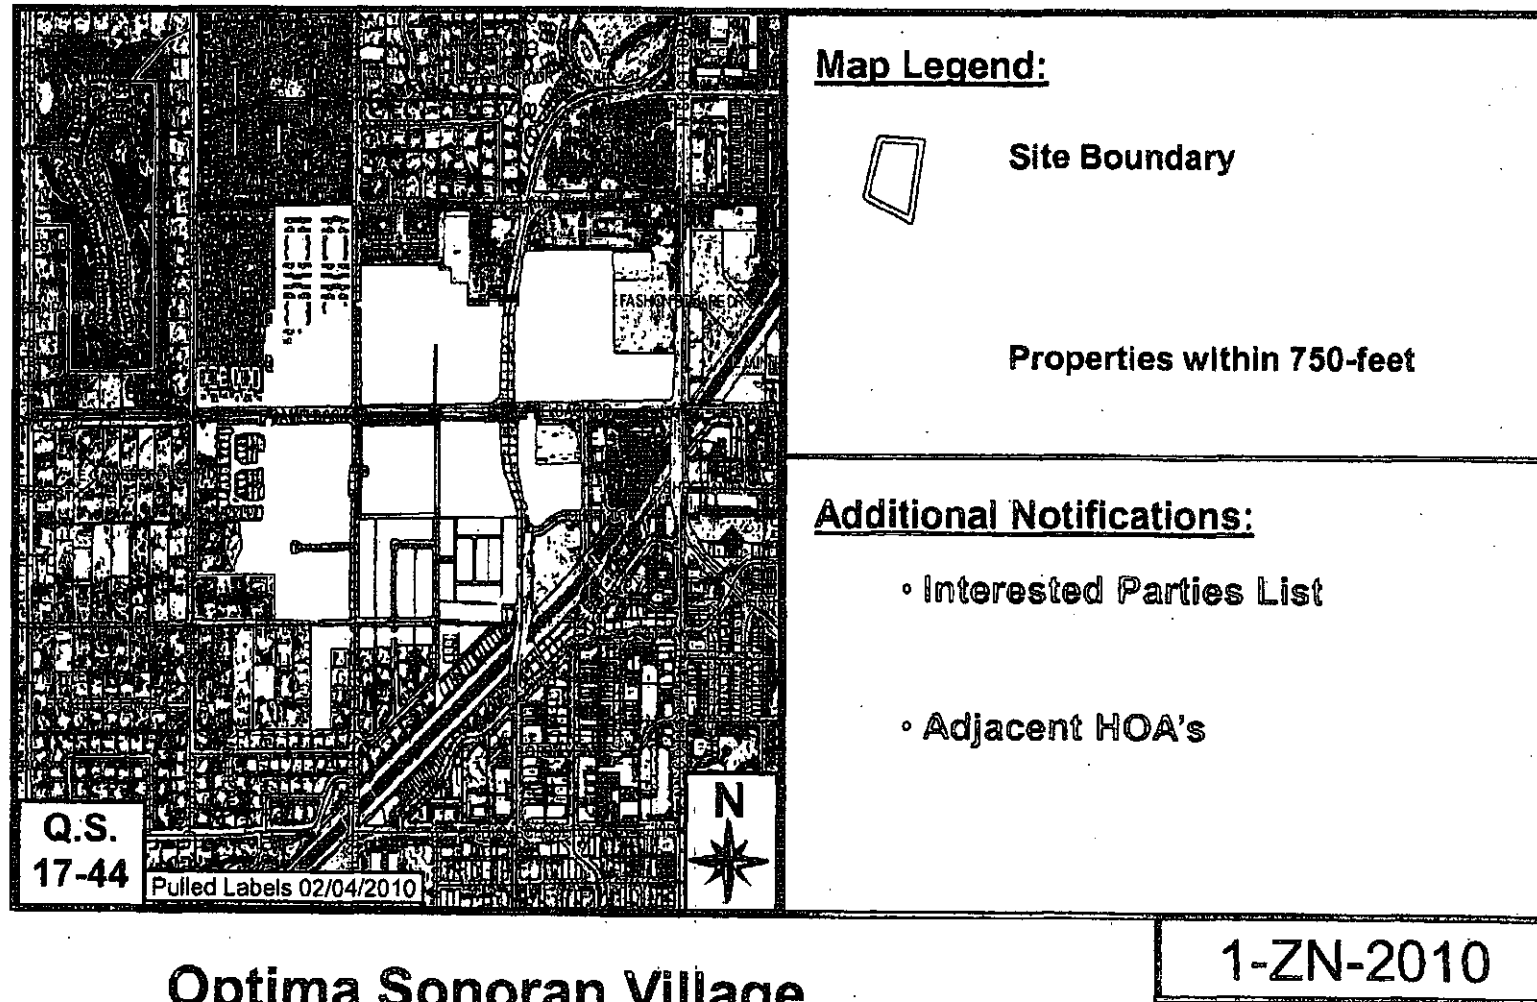 Map Legend:
Site Boundary
Properties within 750-feet
Additional Notifications:
• Interested Parties List
• Adjacent HOA's
FASHION SQUARE DR
Q.S.
17-44
Pulled Labels 02/04/2010
N
1-ZN-2010
Optima Sonoran Village